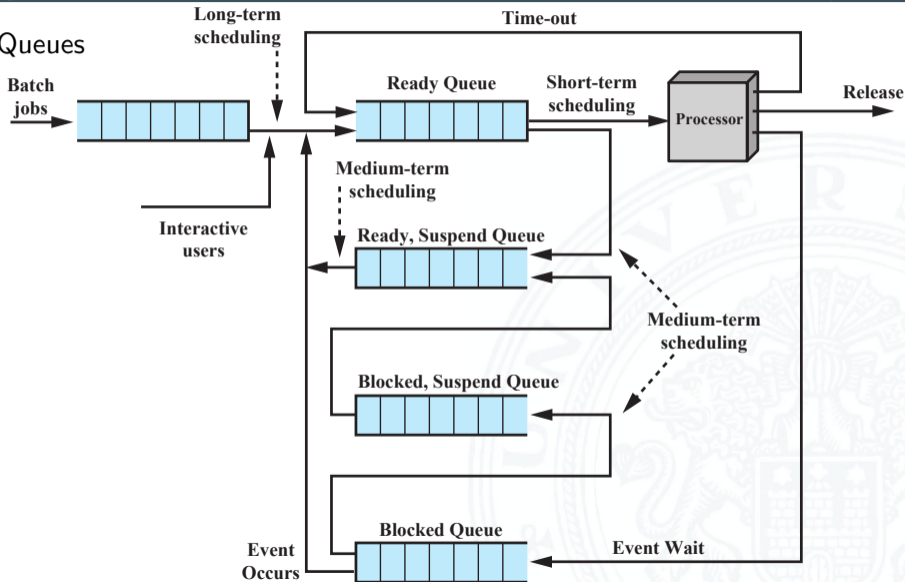 Queues
Long-term
scheduling
Time-out
Batch
jobs
Ready Queue
Short-term
scheduling
Processor
Release
Interactive
users
Medium-term
scheduling
Ready, Suspend Queue
Medium-term
scheduling
Blocked, Suspend Queue
Blocked Queue
Event
Occurs
Event Wait
UNIVERS